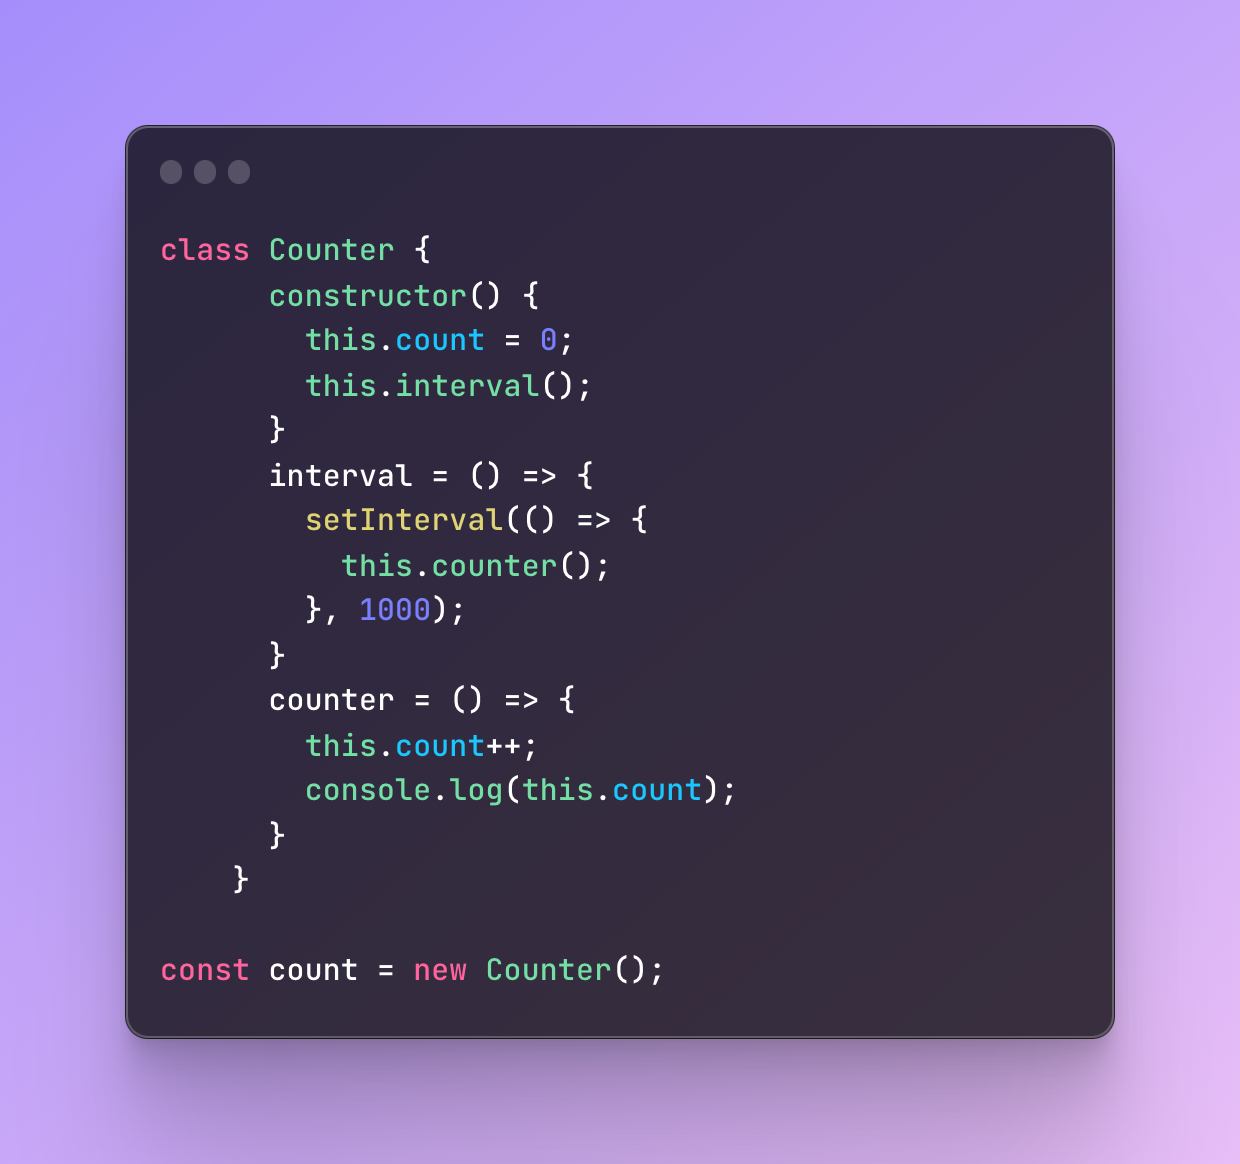 class Counter {
      constructor() {
        this.count = 0;
        this.interval();
      }
      interval = () => {
        setInterval(() => {
          this.counter();
        }, 1000);
      }
      counter = () => {
        this.count++;
        console.log(this.count);
      }
    }

const count = new Counter();